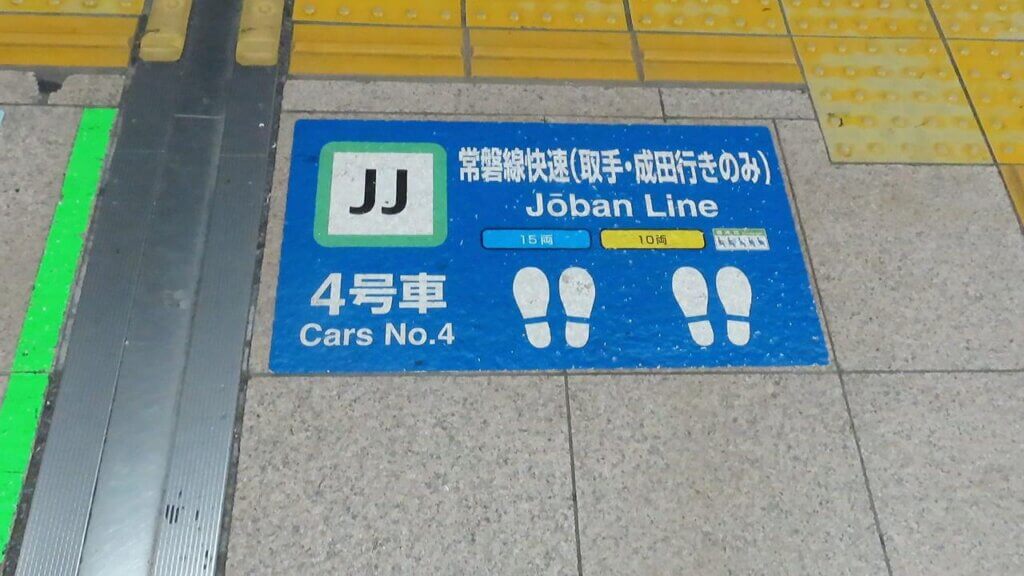 JJ
常磐線快速(取手・成田行きのみ)
Jōban Line
15両
10両
4号車
Cars No.4